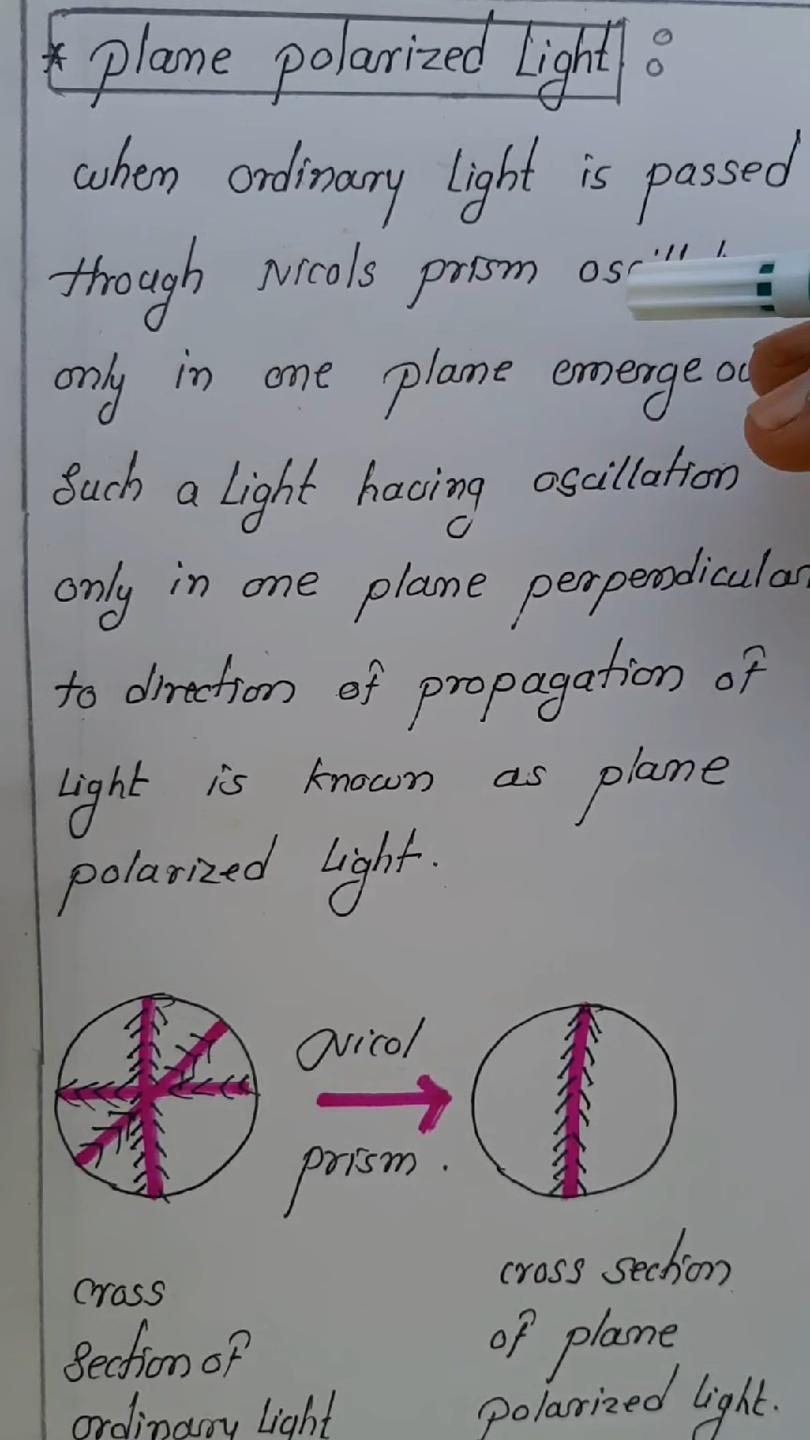 * plane polarized Light :
when ordinary Light is passed
though Nicols prism
only in one plane emerge
Such a Light having oscillation
only in one plane perpendicular
to direction of propagation of
Light is known as plane
polarized Light.
Nicol
prism.
cross
section of
ordinary Light
cross section
of plane
polarized light.